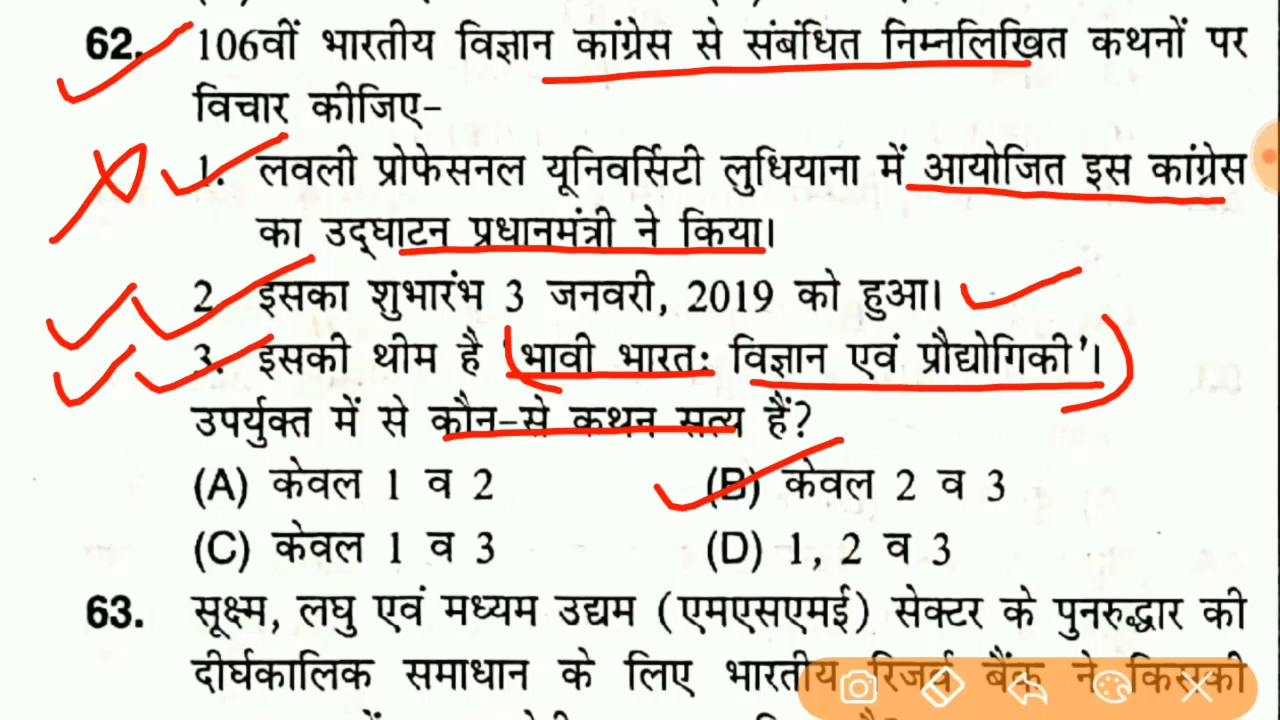 62. 106वीं भारतीय विज्ञान कांग्रेस से संबंधित निम्नलिखित कथनों पर
विचार कीजिए-
1. लवली प्रोफेसनल यूनिवर्सिटी लुधियाना में आयोजित इस कांग्रेस
का उद्घाटन प्रधानमंत्री ने किया।
2. इसका शुभारंभ 3 जनवरी, 2019 को हुआ।
3. इसकी थीम है 'भावी भारतः विज्ञान एवं प्रौद्योगिकी'।
उपर्युक्त में से कौन-से कथन सत्य हैं?
(A) केवल 1 व 2 (B) केवल 2 व 3
(C) केवल 1 व 3 (D) 1, 2 व 3
63. सूक्ष्म, लघु एवं मध्यम उद्यम (एमएसएमई) सेक्टर के पुनरुद्धार की
दीर्घकालिक समाधान के लिए भारतीय रिजर्व बैंक ने किसकी